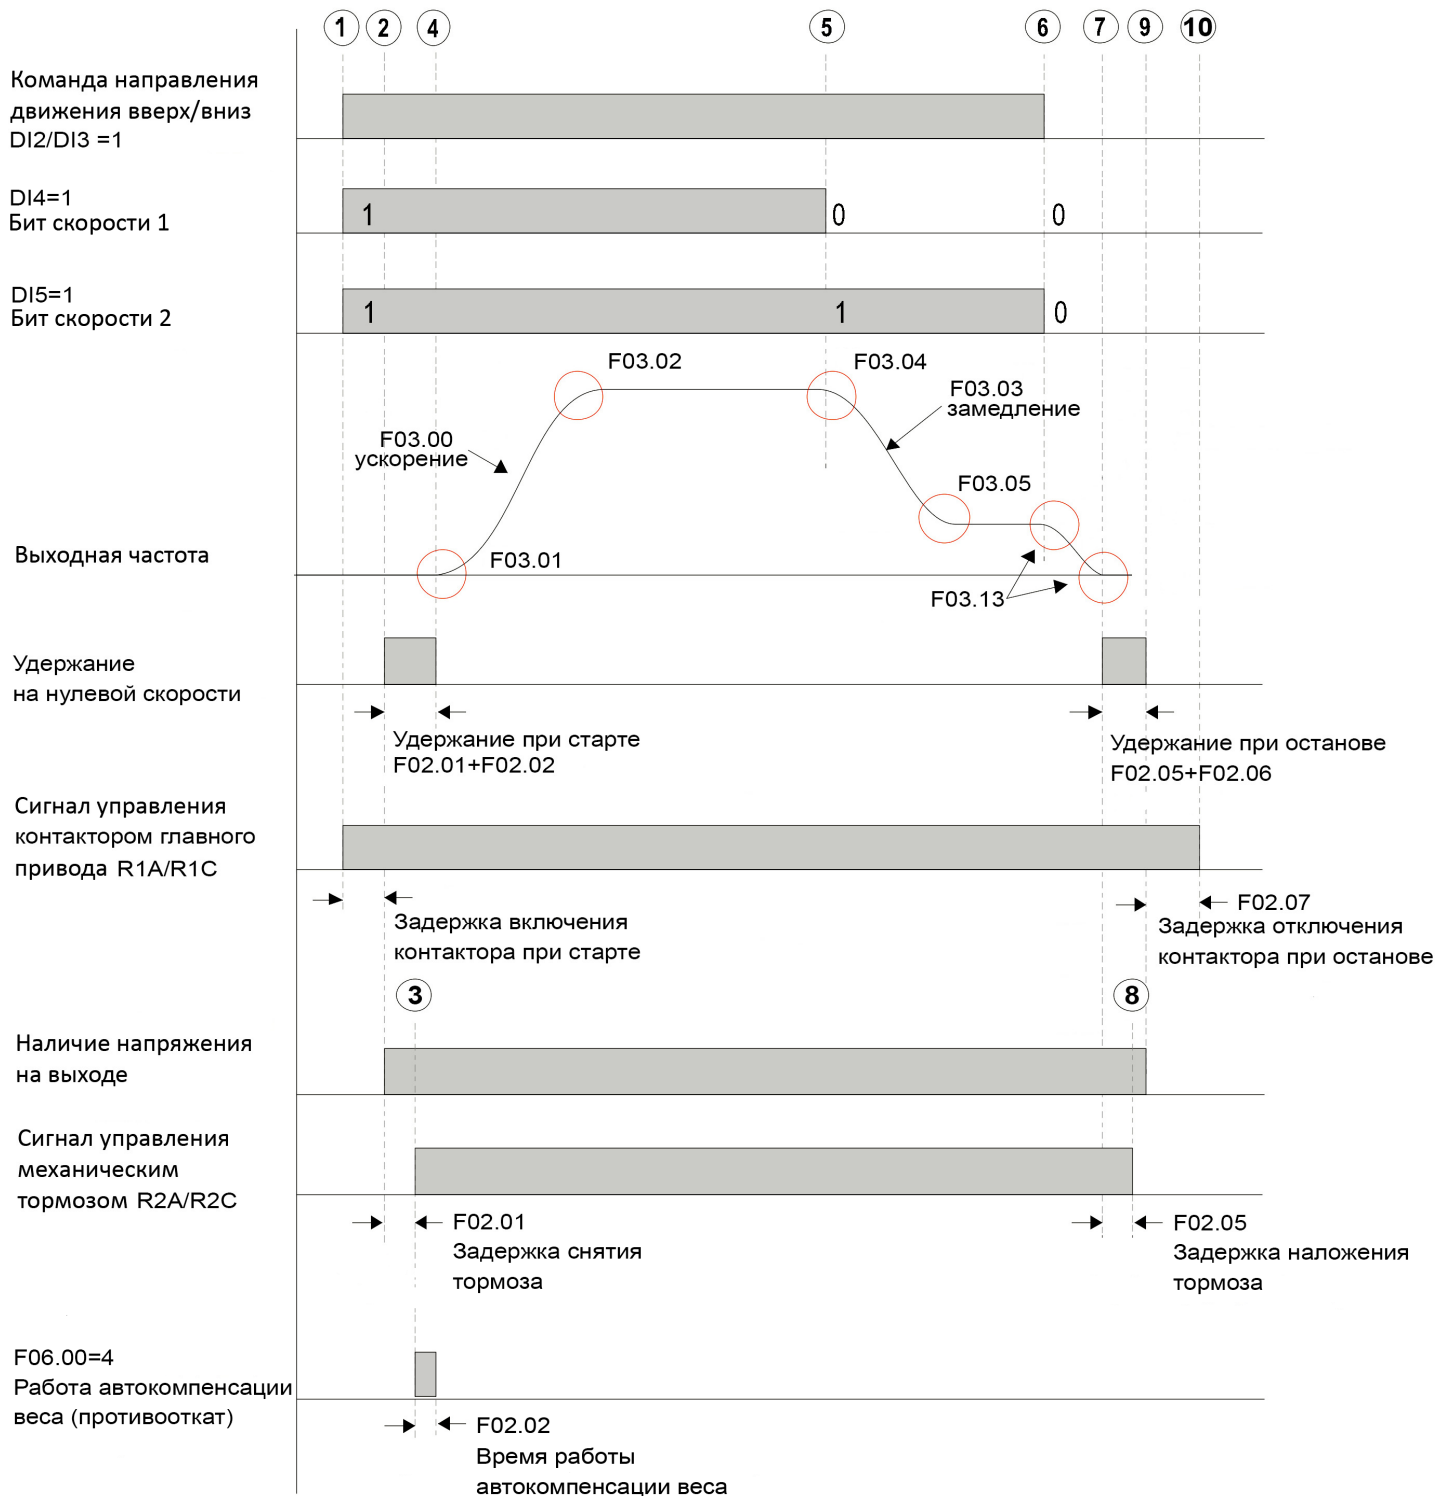 1 2 4 5 6 7 9 10
Команда направления
движения вверх/вниз
DI2/DI3 =1
DI4=1
Бит скорости 1
1 0 0
DI5=1
Бит скорости 2
1 1 0
F03.02
F03.04
F03.03
замедление
F03.00
ускорение
F03.05
Выходная частота
F03.01
F03.13
Удержание
на нулевой скорости
Удержание при старте
F02.01+F02.02
Удержание при останове
F02.05+F02.06
Сигнал управления
контактором главного
привода R1A/R1C
Задержка включения
контактора при старте
F02.07
Задержка отключения
контактора при останове
3 8
Наличие напряжения
на выходе
Сигнал управления
механическим
тормозом R2A/R2C
F02.01
Задержка снятия
тормоза
F02.05
Задержка наложения
тормоза
F06.00=4
Работа автокомпенсации
веса (противооткат)
F02.02
Время работы
автокомпенсации веса